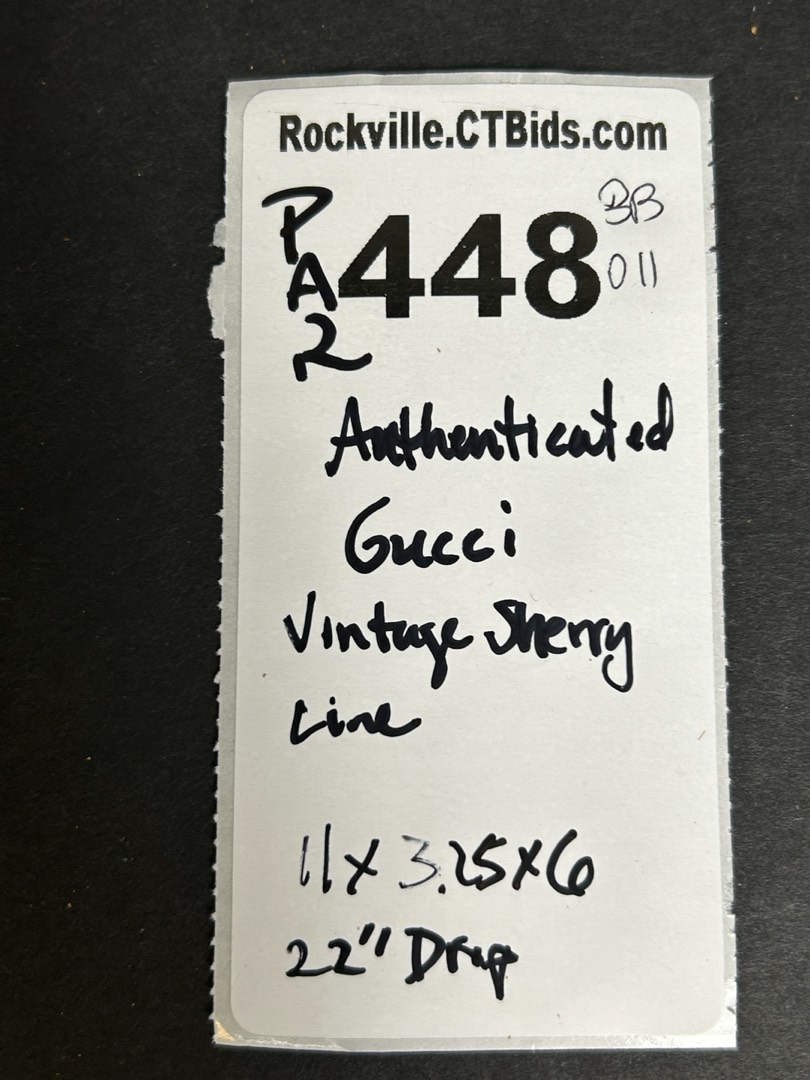 Rockville.CTBids.com
PA2
448
BB
011
Authenticated
Gucci
Vintage Sherry
Line
11x3.25x6
22" Drop